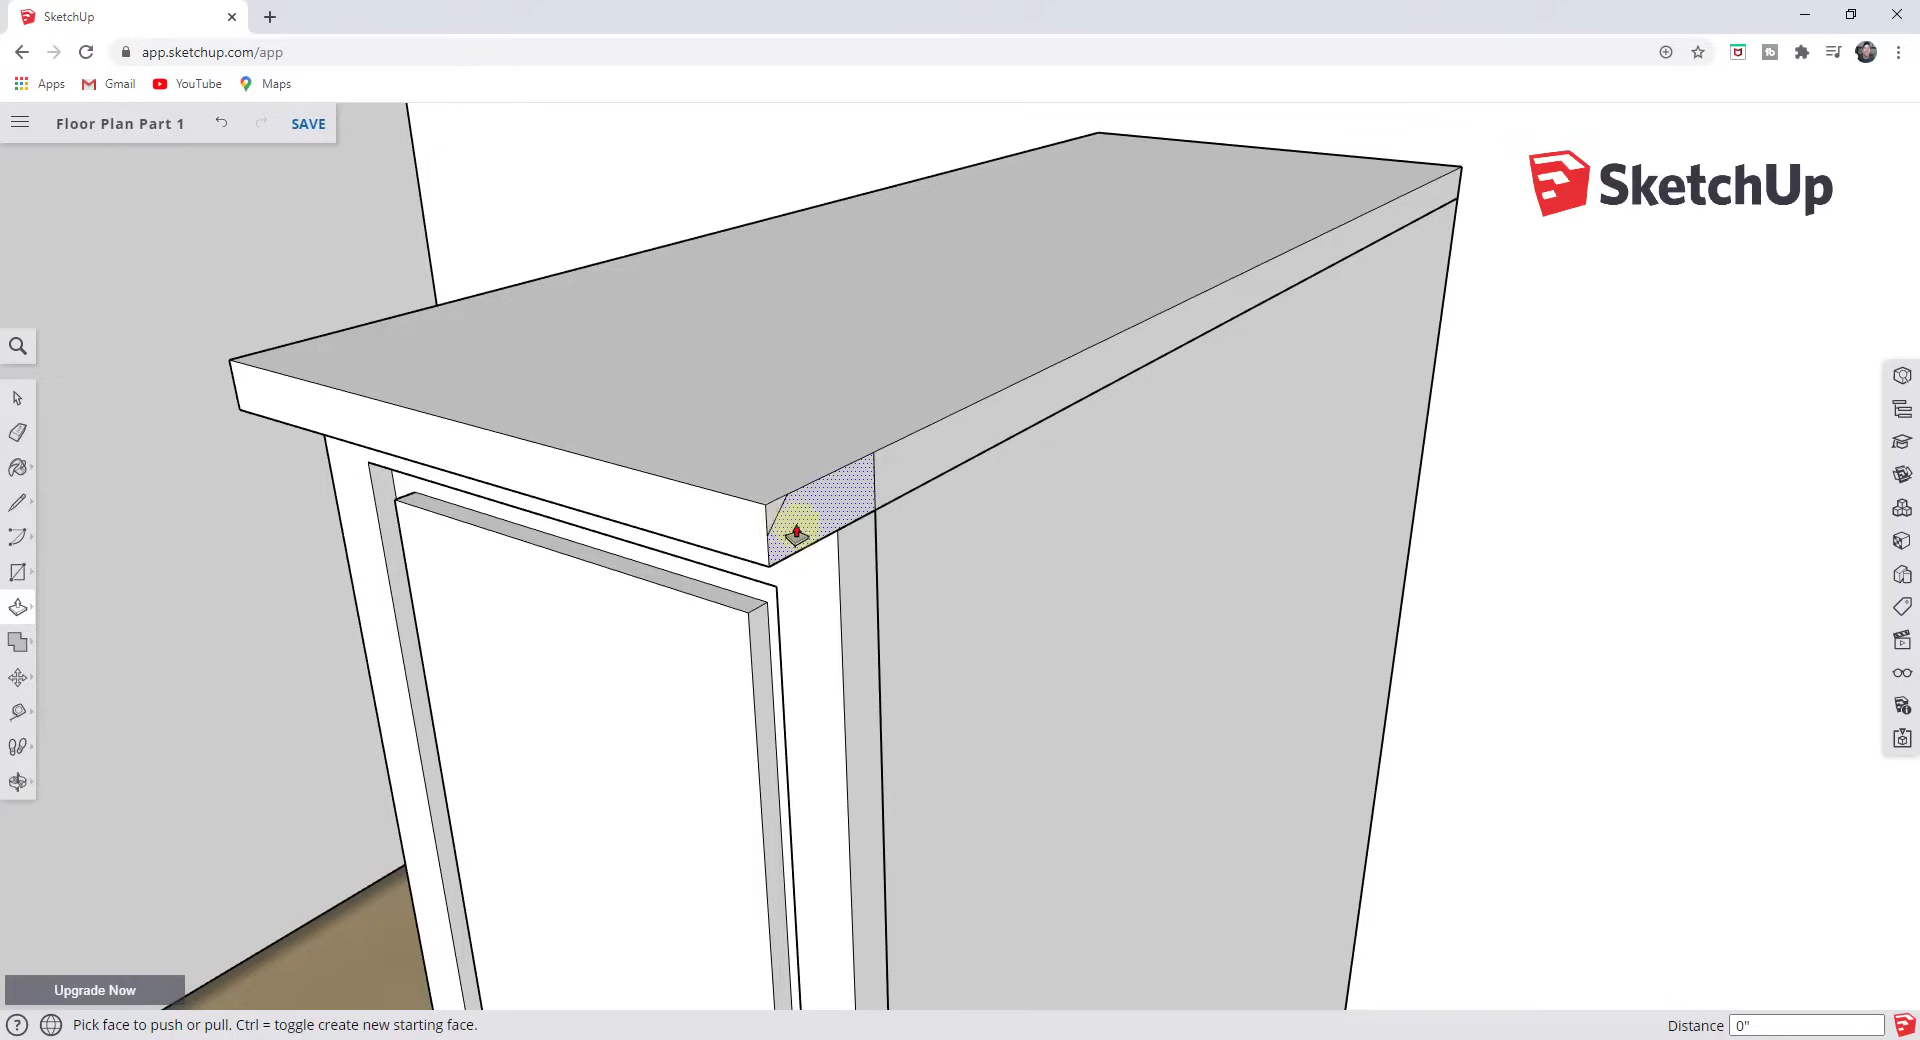 SketchUp
app.sketchup.com/app
Apps Gmail YouTube Maps
Floor Plan Part 1 SAVE
SketchUp
Upgrade Now
Pick face to push or pull. Ctrl = toggle create new starting face.
Distance 0"